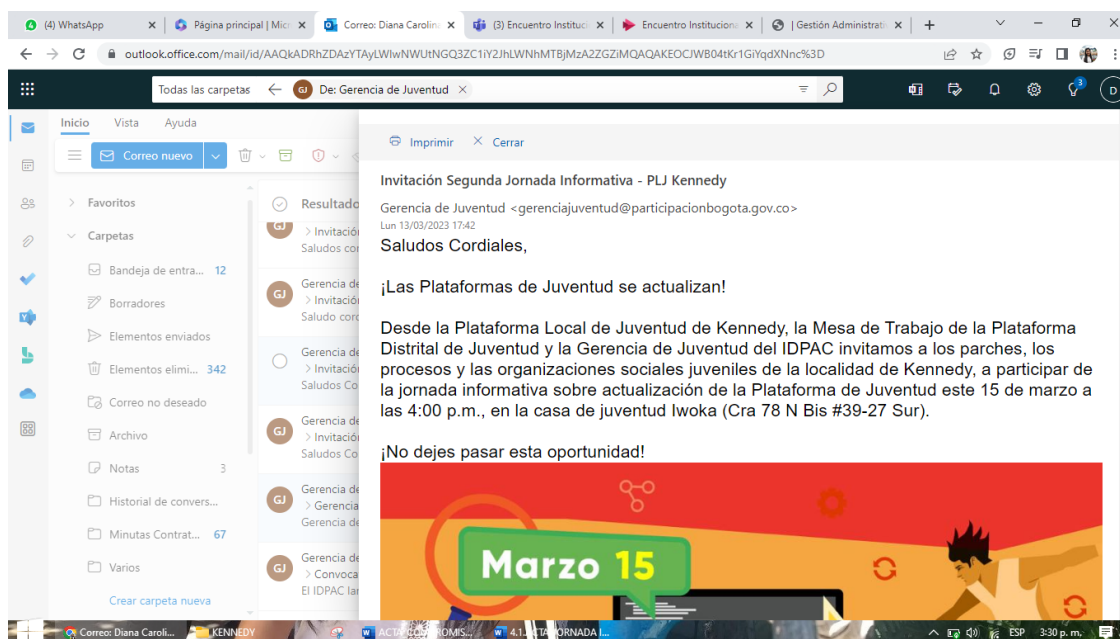 (4) WhatsApp
Página principal | Micr
Correo: Diana Carolin
(3) Encuentro Instituci
Encuentro Instituciona
| Gestión Administrati
outlook.office.com/mail/id/AAQkADRhZDAzYTAyLWIwNWUtNGQ3ZC1iY2JhLWNhMTBjMzA2ZGZiMQAQAKEOCJWB04tKr1GiYqdXNnc%3D
Todas las carpetas
GJ De: Gerencia de Juventud
3
D
Inicio Vista Ayuda
Correo nuevo
Favoritos
Carpetas
Bandeja de entra... 12
Borradores
Elementos enviados
Elementos elimi... 342
Correo no deseado
Archivo
Notas 3
Historial de convers...
Minutas Contrat... 67
Varios
Crear carpeta nueva
Resultado
GJ
> Invitació
Saludos cor
Gerencia de
GJ
> Invitació
Saludo cord
Gerencia de
> Invitació
Saludos Co
Gerencia de
GJ
> Invitació
Saludos Co
Gerencia de
GJ
> Gerencia
Gerencia de
Gerencia de
GJ
> Convoca
El IDPAC lan
Imprimir Cerrar
Invitación Segunda Jornada Informativa - PLJ Kennedy
Gerencia de Juventud <gerenciajuventud@participacionbogota.gov.co>
Lun 13/03/2023 17:42
Saludos Cordiales,
¡Las Plataformas de Juventud se actualizan!
Desde la Plataforma Local de Juventud de Kennedy, la Mesa de Trabajo de la Plataforma
Distrital de Juventud y la Gerencia de Juventud del IDPAC invitamos a los parches, los
procesos y las organizaciones sociales juveniles de la localidad de Kennedy, a participar de
la jornada informativa sobre actualización de la Plataforma de Juventud este 15 de marzo a
las 4:00 p.m., en la casa de juventud Iwoka (Cra 78 N Bis #39-27 Sur).
¡No dejes pasar esta oportunidad!
Marzo 15
Correo: Diana Caroli...
KENNEDY
ESP
3:30 p. m.